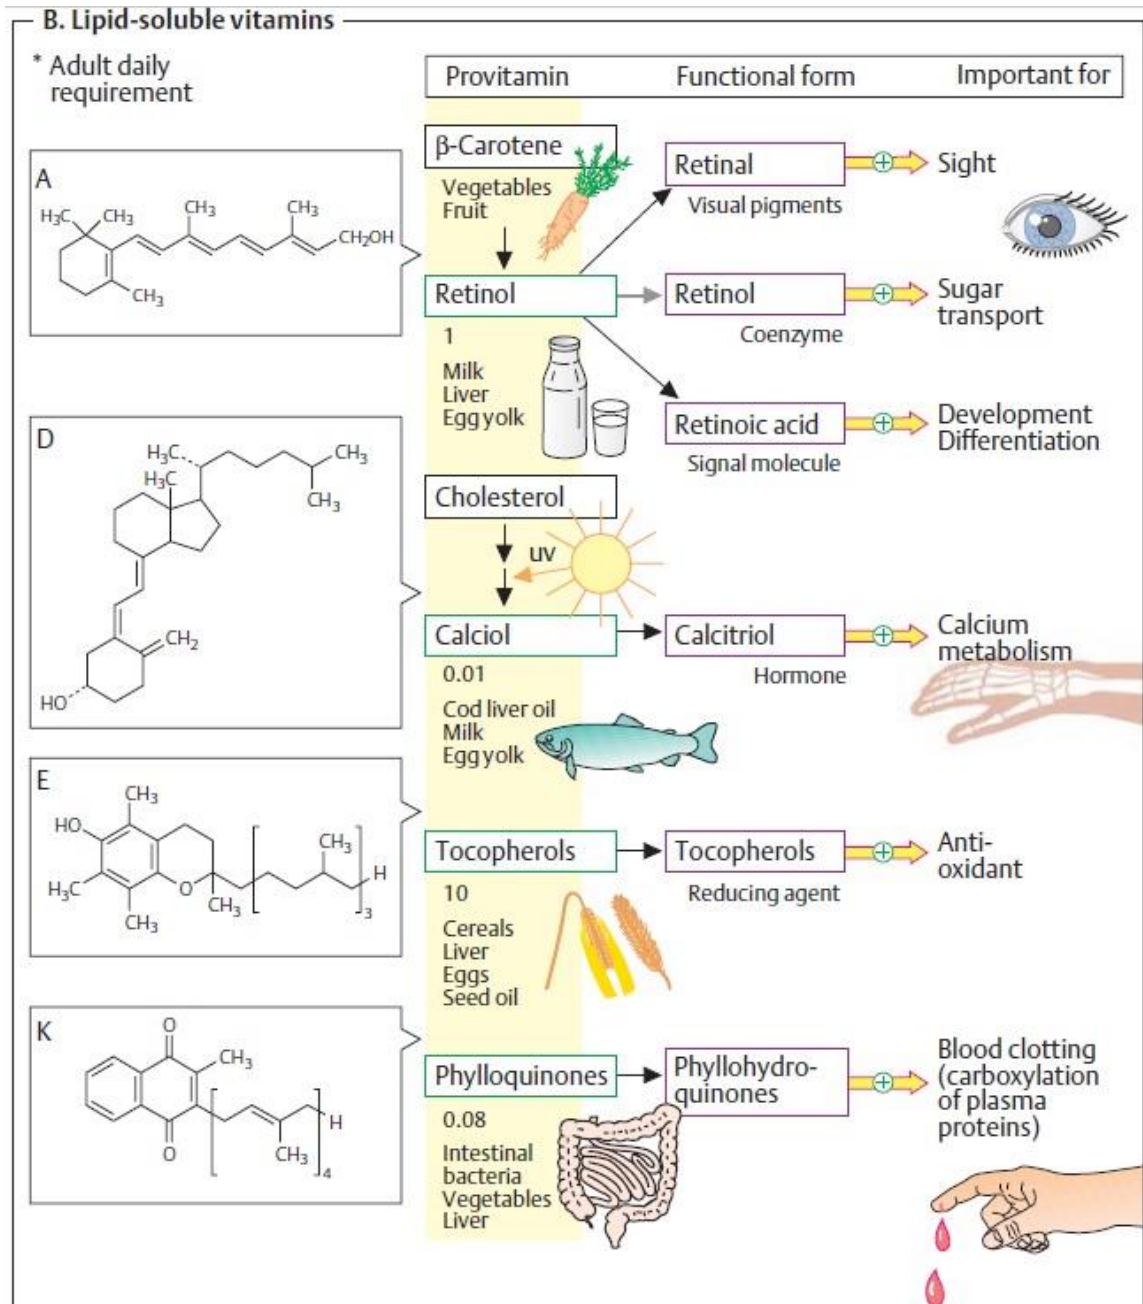 B. Lipid-soluble vitamins
* Adult daily
requirement
Provitamin Functional form Important for
A
H₃C CH₃ CH₃ CH₃
CH₂OH
CH₃
β-Carotene
Vegetables
Fruit
Retinol
1
Milk
Liver
Egg yolk
Retinal
Visual pigments
+
Sight
Retinol
Coenzyme
+
Sugar
transport
Retinoic acid
Signal molecule
+
Development
Differentiation
D
H₃C CH₃
H₃C
CH₃
CH₂
HO
Cholesterol
uv
Calciol
0.01
Cod liver oil
Milk
Egg yolk
Calcitriol
Hormone
+
Calcium
metabolism
E
CH₃
HO
CH₃
H₃C O CH₃ H
3
CH₃
Tocopherols
10
Cereals
Liver
Eggs
Seed oil
Tocopherols
Reducing agent
+
Anti-
oxidant
K
O
CH₃
H
O CH₃ 4
Phylloquinones
0.08
Intestinal
bacteria
Vegetables
Liver
Phyllohydro-
quinones
+
Blood clotting
(carboxylation
of plasma
proteins)